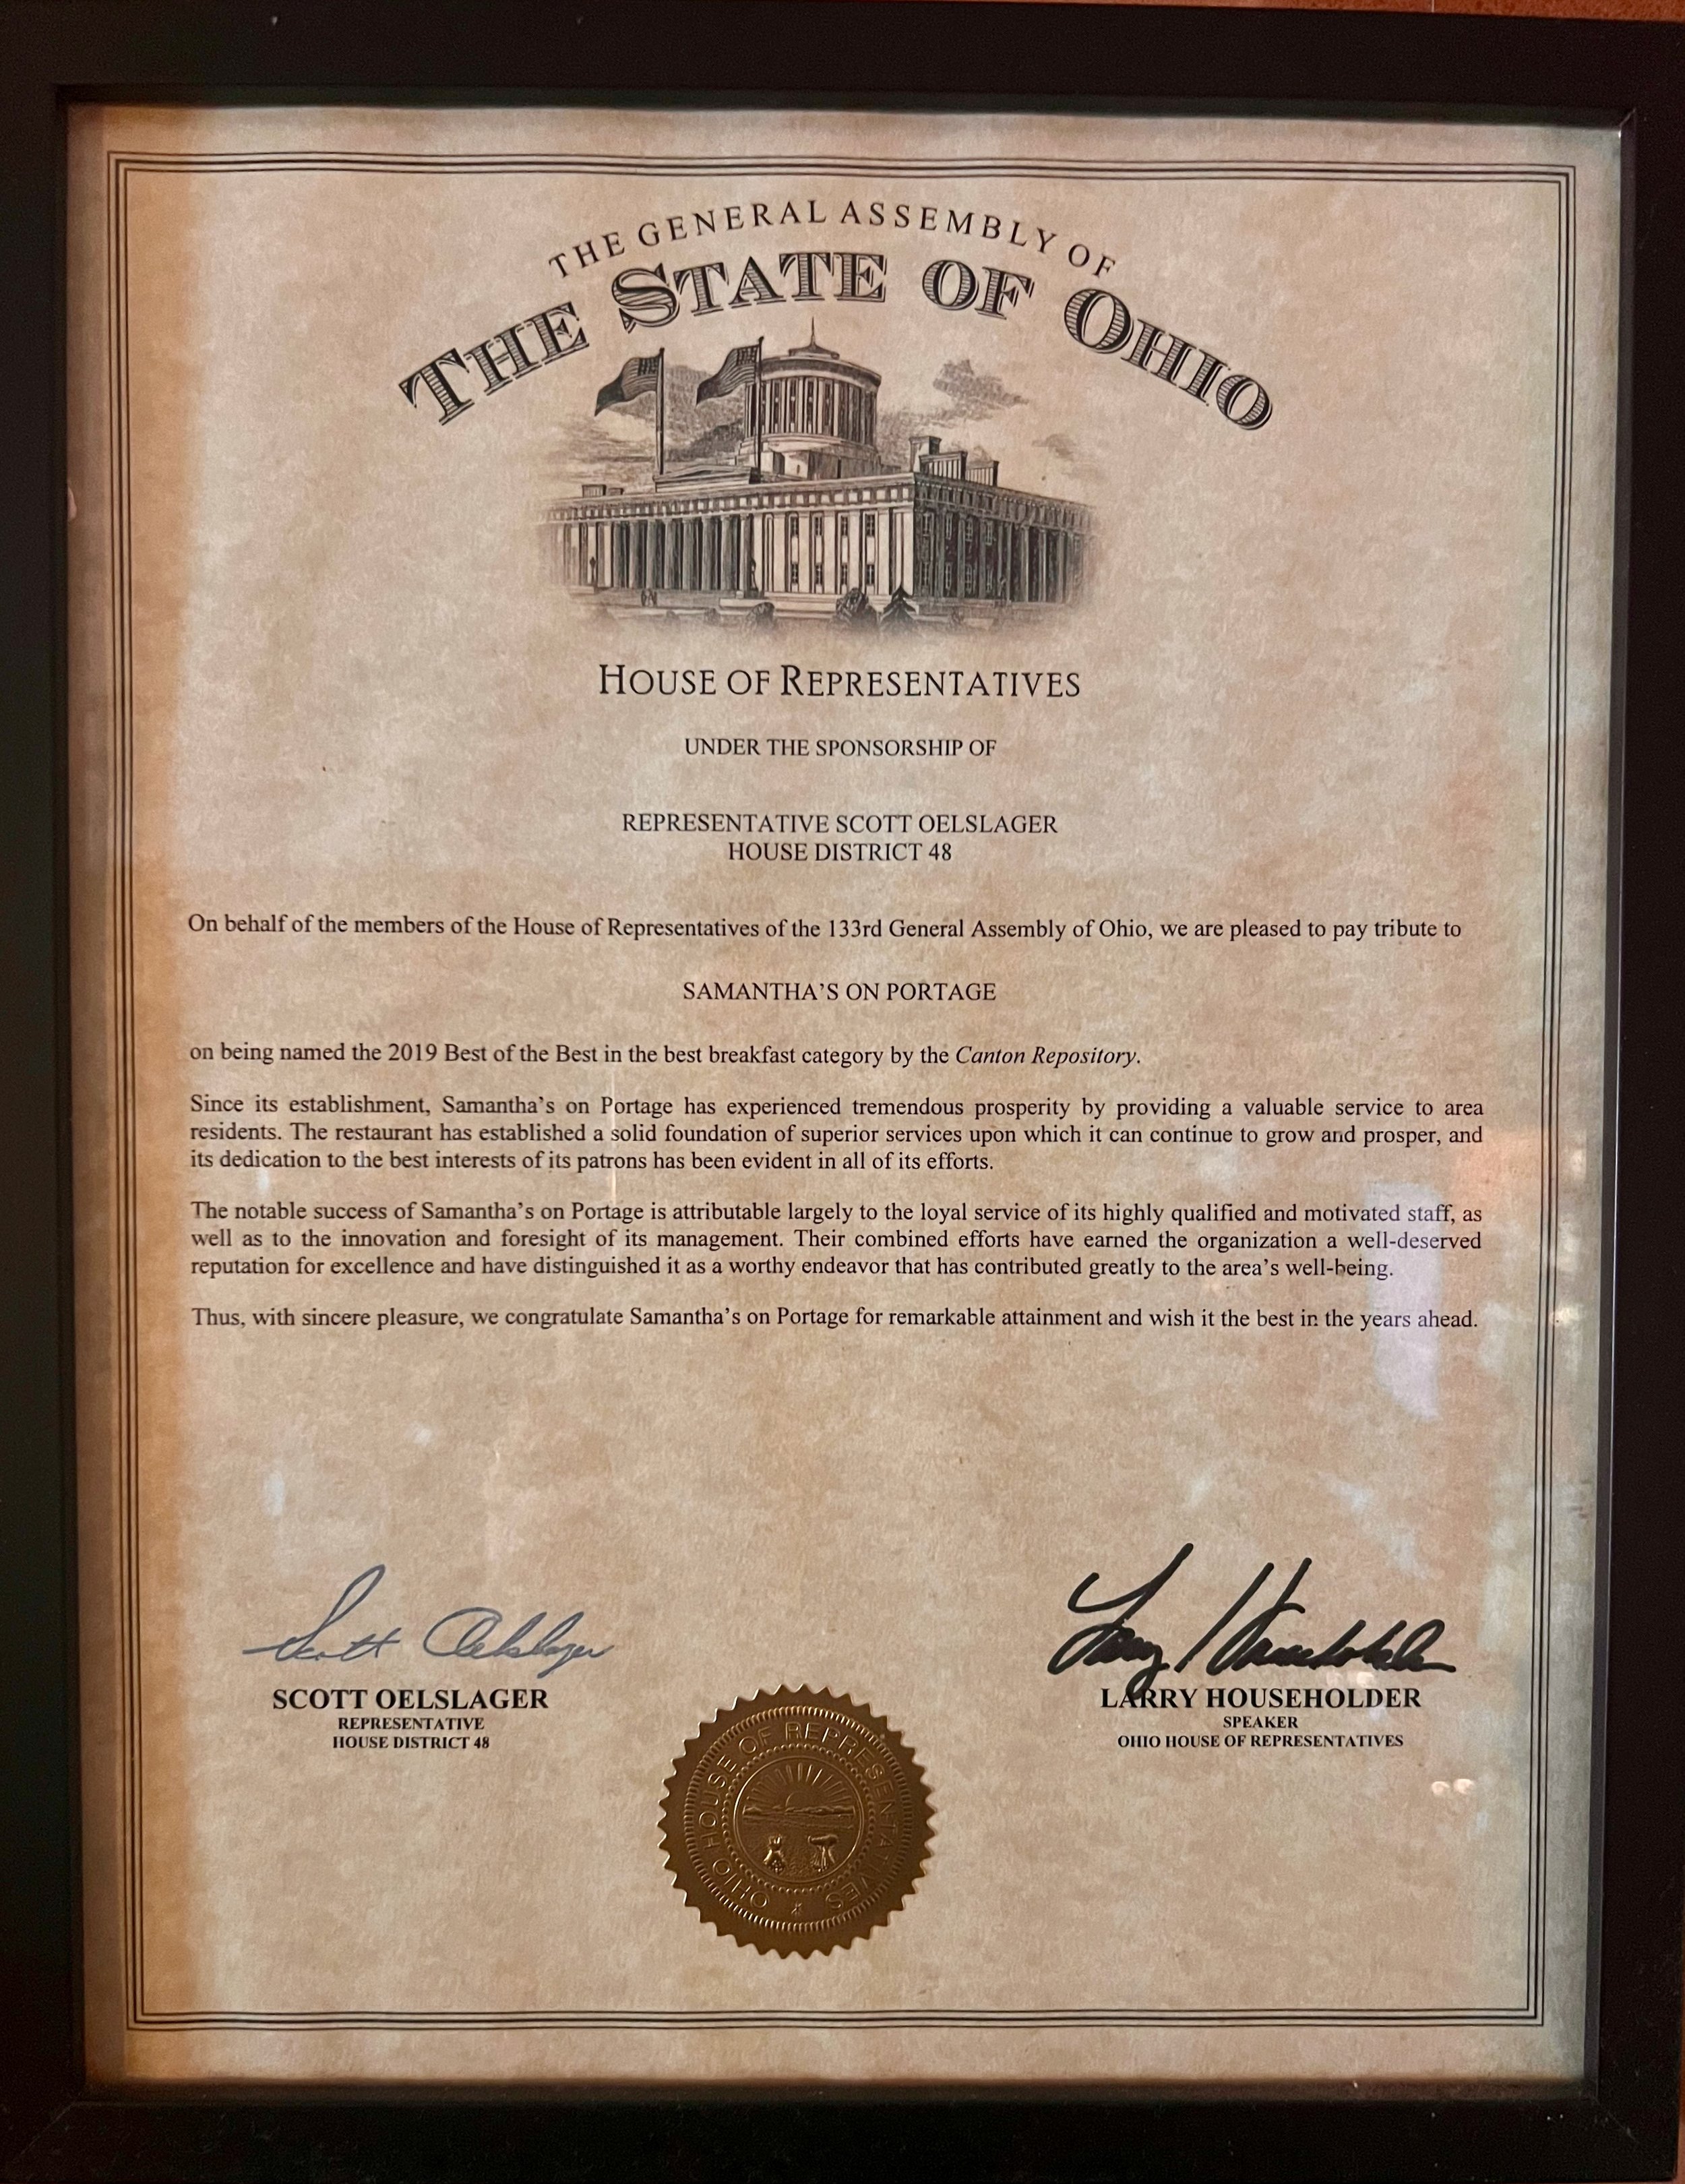 THE GENERAL ASSEMBLY OF
THE STATE OF OHIO
HOUSE OF REPRESENTATIVES
UNDER THE SPONSORSHIP OF
REPRESENTATIVE SCOTT OELSLAGER
HOUSE DISTRICT 48
On behalf of the members of the House of Representatives of the 133rd General Assembly of Ohio, we are pleased to pay tribute to
SAMANTHA'S ON PORTAGE
on being named the 2019 Best of the Best in the best breakfast category by the Canton Repository.
Since its establishment, Samantha's on Portage has experienced tremendous prosperity by providing a valuable service to area
residents. The restaurant has established a solid foundation of superior services upon which it can continue to grow and prosper, and
its dedication to the best interests of its patrons has been evident in all of its efforts.
The notable success of Samantha's on Portage is attributable largely to the loyal service of its highly qualified and motivated staff, as
well as to the innovation and foresight of its management. Their combined efforts have earned the organization a well-deserved
reputation for excellence and have distinguished it as a worthy endeavor that has contributed greatly to the area's well-being.
Thus, with sincere pleasure, we congratulate Samantha's on Portage for remarkable attainment and wish it the best in the years ahead.
Scott Oelslager
SCOTT OELSLAGER
REPRESENTATIVE
HOUSE DISTRICT 48
Larry Householder
LARRY HOUSEHOLDER
SPEAKER
OHIO HOUSE OF REPRESENTATIVES
OHIO HOUSE OF REPRESENTATIVES